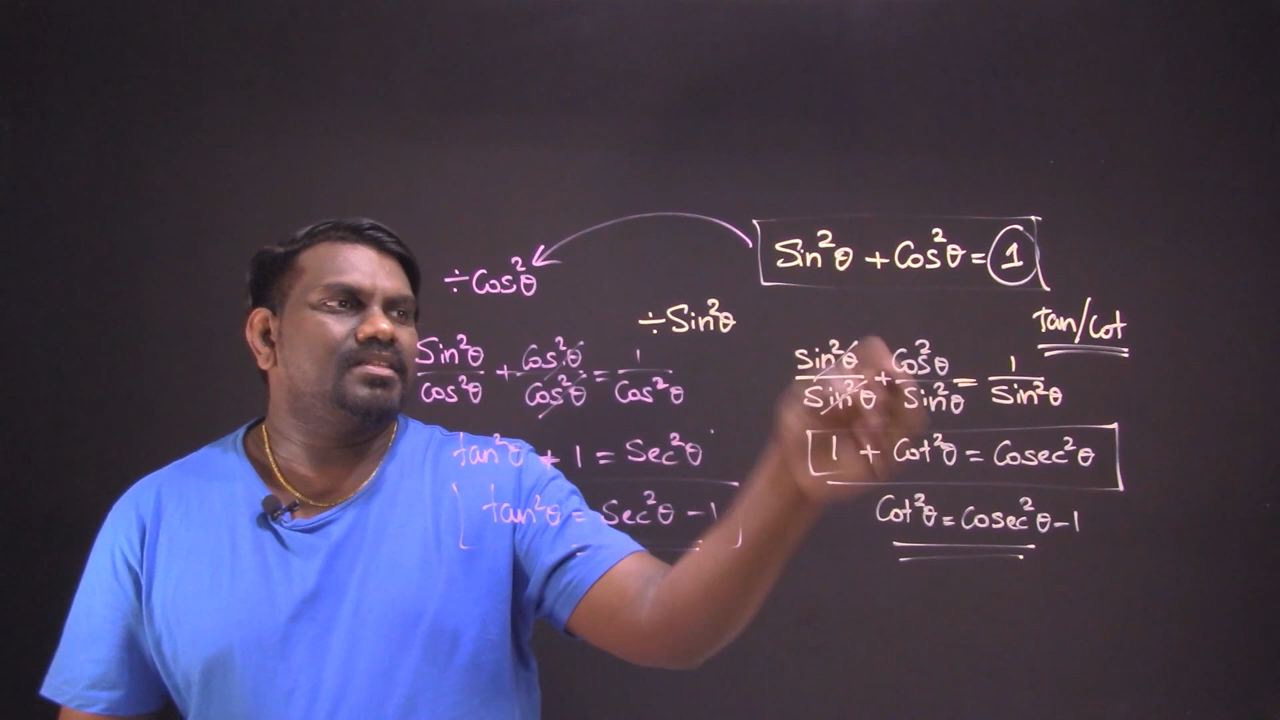 Sin²θ + Cos²θ = 1
÷Cos²θ
÷Sin²θ
tan/Cot
Sin²θ/Cos²θ + Cos²θ/Cos²θ = 1/Cos²θ
tan²θ + 1 = Sec²θ
tan²θ = Sec²θ - 1
Sin²θ/Sin²θ + Cos²θ/Sin²θ = 1/Sin²θ
1 + Cot²θ = Cosec²θ
Cot²θ = Cosec²θ - 1